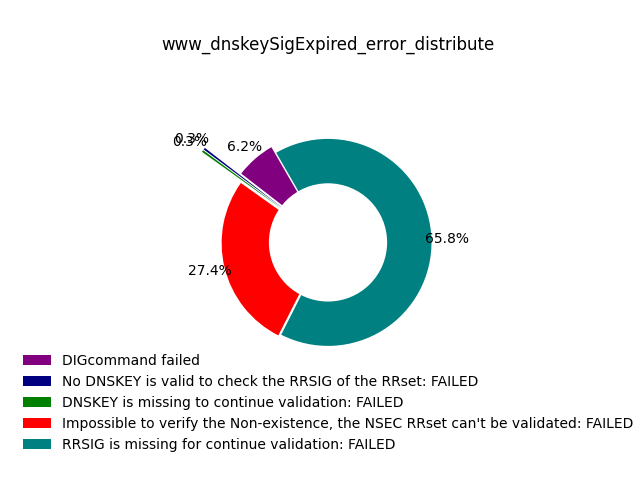 www_dnskeySigExpired_error_distribute
0.3%
0.3%
6.2%
65.8%
27.4%
DIGcommand failed
No DNSKEY is valid to check the RRSIG of the RRset: FAILED
DNSKEY is missing to continue validation: FAILED
Impossible to verify the Non-existence, the NSEC RRset can't be validated: FAILED
RRSIG is missing for continue validation: FAILED